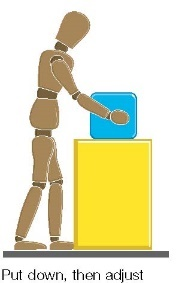 Put down, then adjust